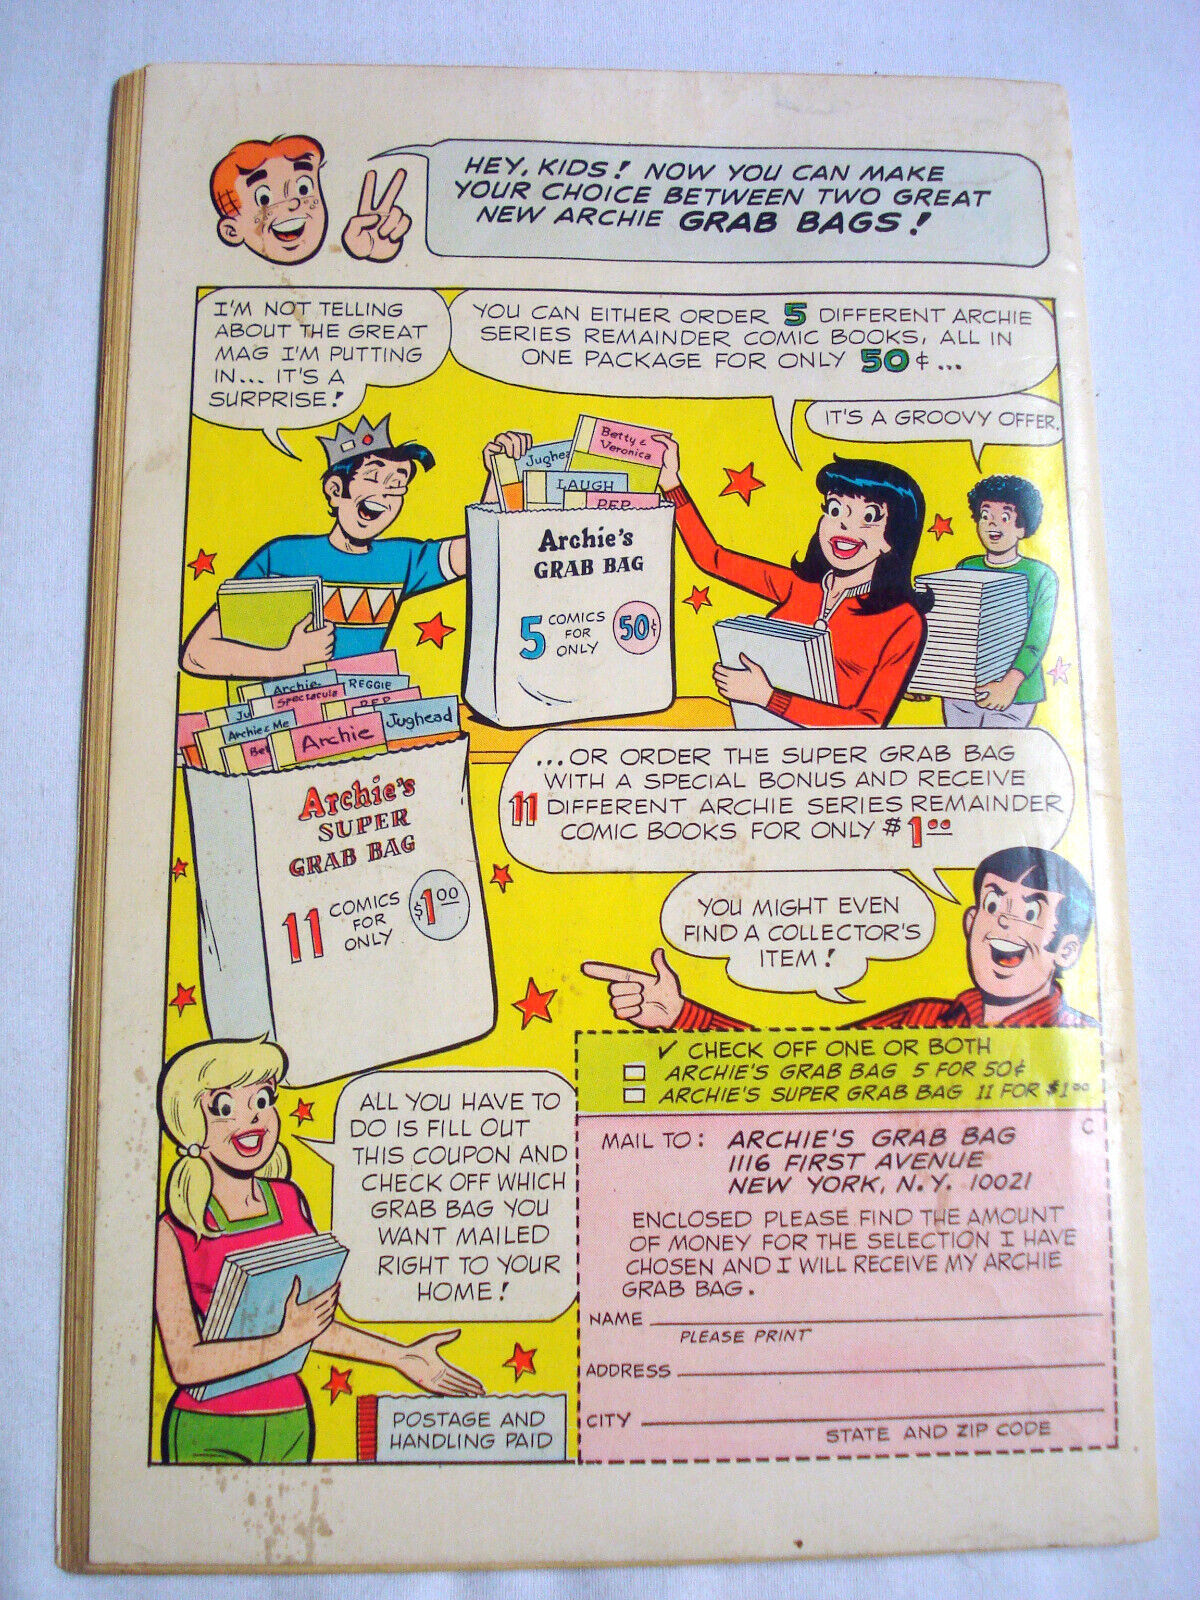 HEY, KIDS! NOW YOU CAN MAKE
YOUR CHOICE BETWEEN TWO GREAT
NEW ARCHIE GRAB BAGS!
I'M NOT TELLING
ABOUT THE GREAT
MAG I'M PUTTING
IN... IT'S A
SURPRISE!
YOU CAN EITHER ORDER 5 DIFFERENT ARCHIE
SERIES REMAINDER COMIC BOOKS, ALL IN
ONE PACKAGE FOR ONLY 50¢...
IT'S A GROOVY OFFER.
Betty &
Veronica
Jughea
LAUGH
PEP
Archie's
GRAB BAG
5 COMICS
FOR
ONLY
50¢
Archie
Spectacula
REGGIE
PEP
Ju
Archie & Me
Bet
Archie
Jughead
Archie's
SUPER
GRAB BAG
11 COMICS
FOR
ONLY
$1.00
...OR ORDER THE SUPER GRAB BAG
WITH A SPECIAL BONUS AND RECEIVE
11 DIFFERENT ARCHIE SERIES REMAINDER
COMIC BOOKS FOR ONLY $1.00
YOU MIGHT EVEN
FIND A COLLECTOR'S
ITEM!
ALL YOU HAVE TO
DO IS FILL OUT
THIS COUPON AND
CHECK OFF WHICH
GRAB BAG YOU
WANT MAILED
RIGHT TO YOUR
HOME!
POSTAGE AND
HANDLING PAID
✓ CHECK OFF ONE OR BOTH
☐ ARCHIE'S GRAB BAG 5 FOR 50¢
☐ ARCHIE'S SUPER GRAB BAG 11 FOR $1.00
C
MAIL TO: ARCHIE'S GRAB BAG
1116 FIRST AVENUE
NEW YORK, N.Y. 10021
ENCLOSED PLEASE FIND THE AMOUNT
OF MONEY FOR THE SELECTION I HAVE
CHOSEN AND I WILL RECEIVE MY ARCHIE
GRAB BAG.
NAME
PLEASE PRINT
ADDRESS
CITY
STATE AND ZIP CODE